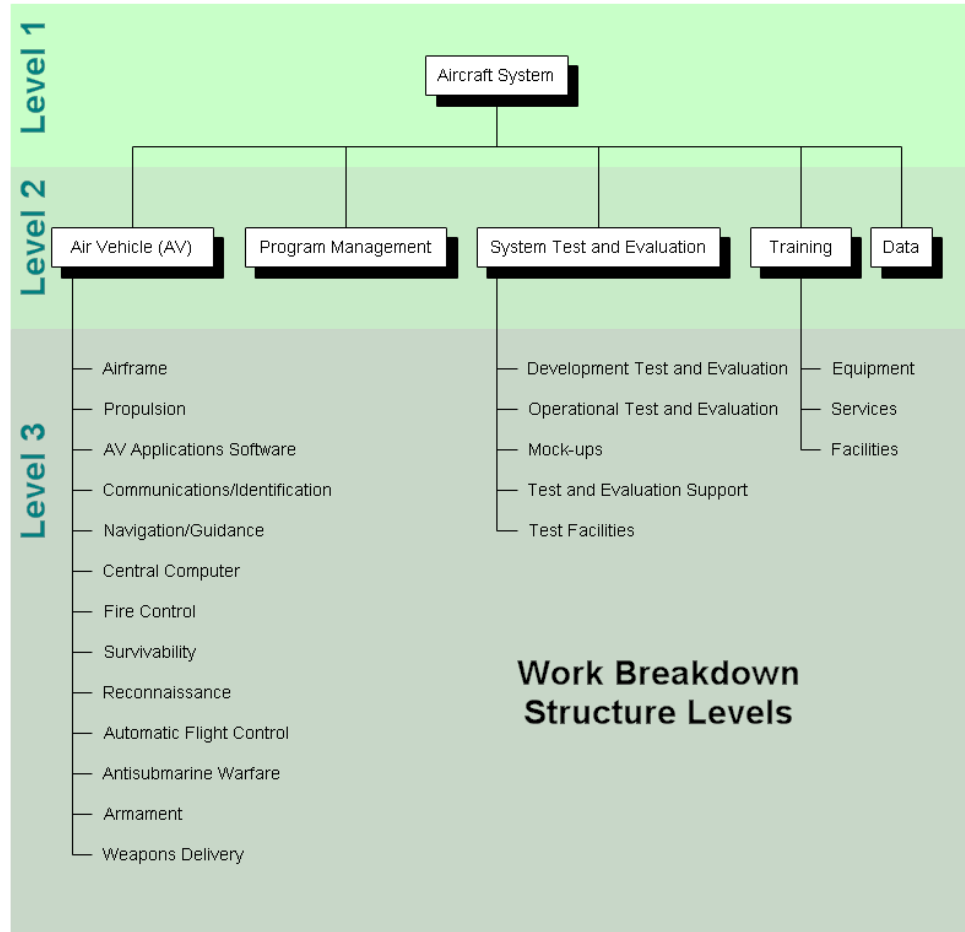 Level 1
Aircraft System
Level 2
Air Vehicle (AV)
Program Management
System Test and Evaluation
Training
Data
Level 3
Airframe
Propulsion
AV Applications Software
Communications/Identification
Navigation/Guidance
Central Computer
Fire Control
Survivability
Reconnaissance
Automatic Flight Control
Antisubmarine Warfare
Armament
Weapons Delivery
Development Test and Evaluation
Operational Test and Evaluation
Mock-ups
Test and Evaluation Support
Test Facilities
Equipment
Services
Facilities
Work Breakdown
Structure Levels